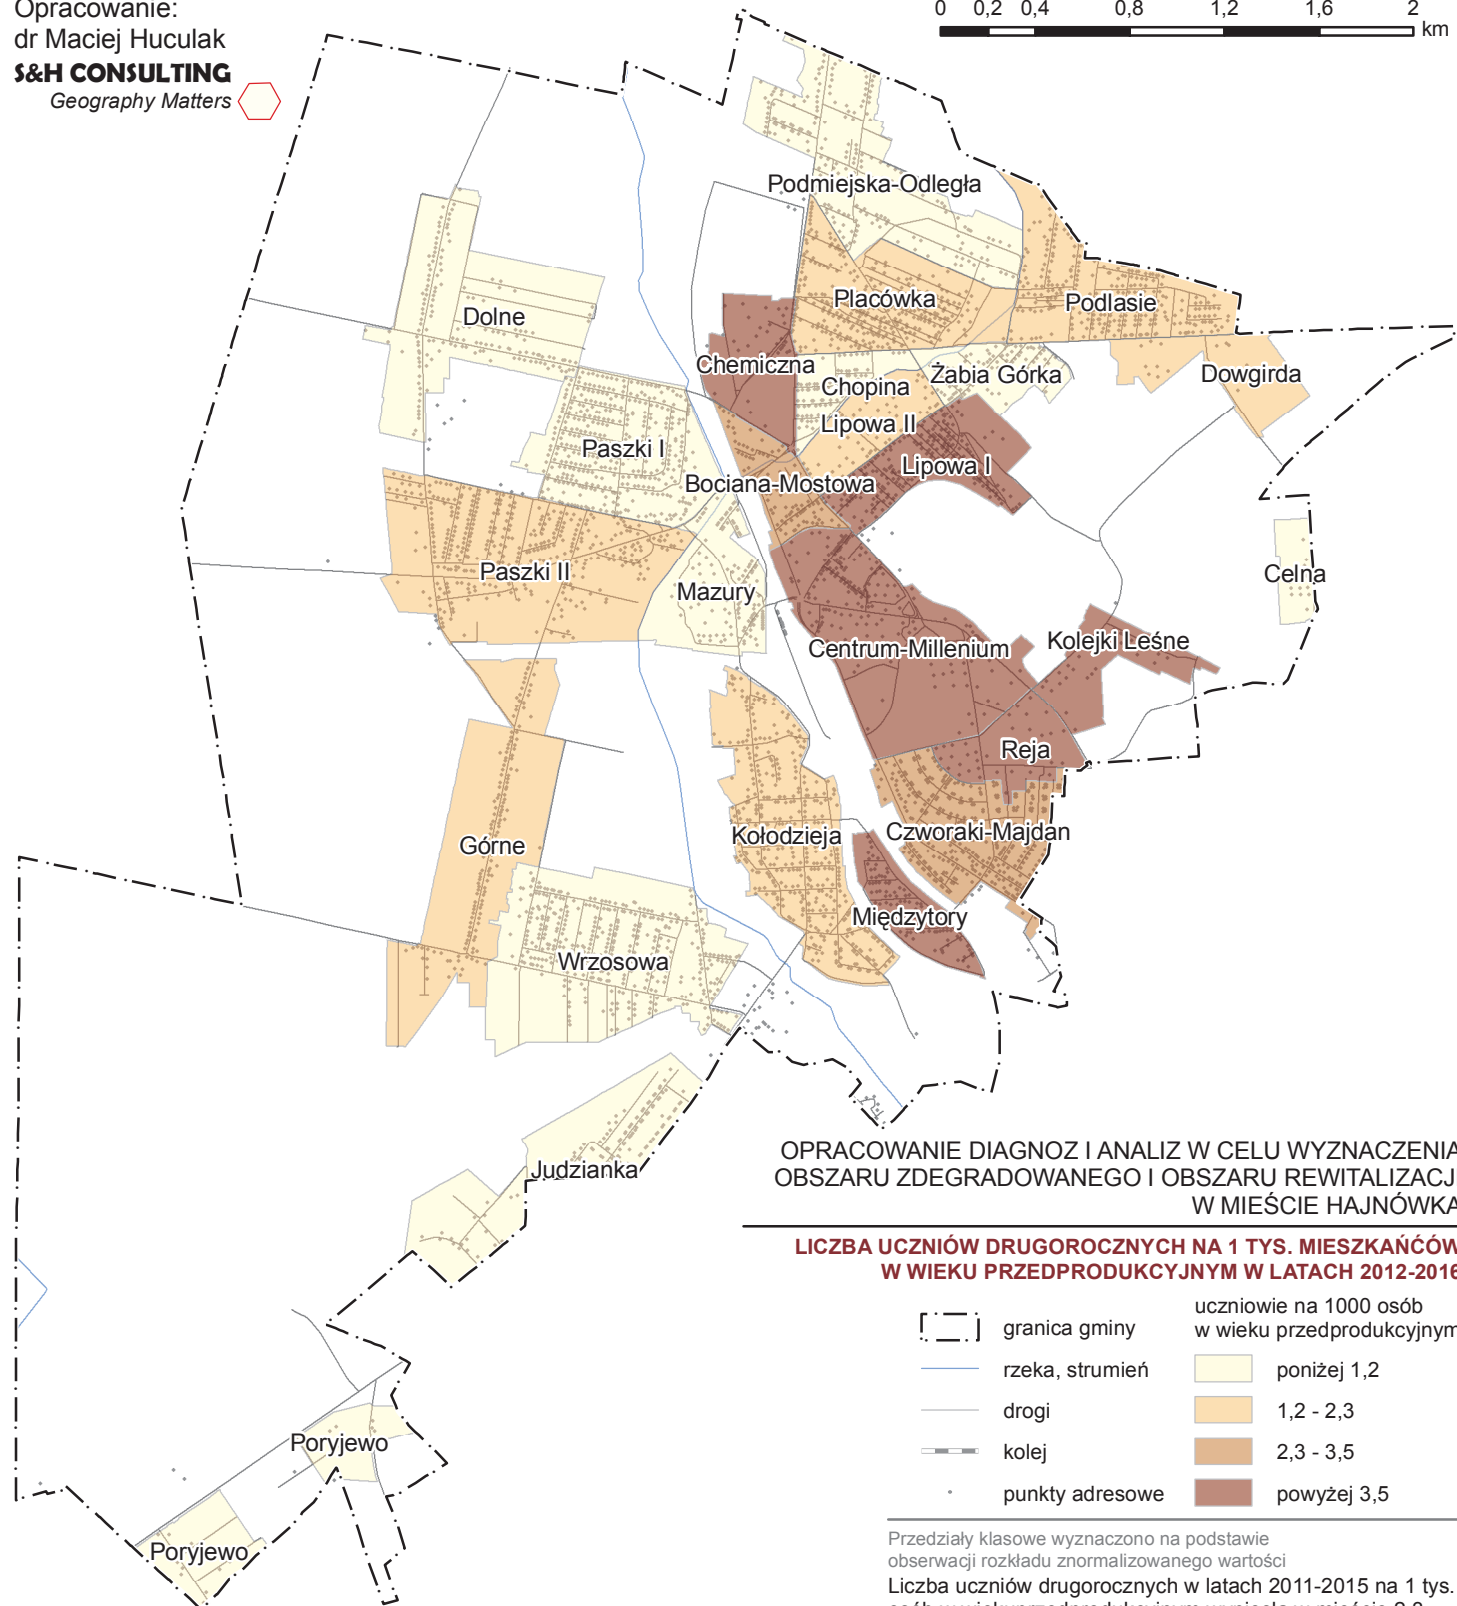 Opracowanie:
dr Maciej Huculak
S&H CONSULTING
Geography Matters
0 0,2 0,4 0,8 1,2 1,6 2
km
Podmiejska-Odległa
Placówka
Podlasie
Dolne
Chemiczna
Chopina
Żabia Górka
Dowgirda
Lipowa II
Paszki I
Lipowa I
Bociana-Mostowa
Paszki II
Mazury
Celna
Centrum-Millenium
Kolejki Leśne
Reja
Górne
Kołodzieja
Czworaki-Majdan
Międzytory
Wrzosowa
Judzianka
Poryjewo
Poryjewo
OPRACOWANIE DIAGNOZ I ANALIZ W CELU WYZNACZENIA
OBSZARU ZDEGRADOWANEGO I OBSZARU REWITALIZACJI
W MIEŚCIE HAJNÓWKA
LICZBA UCZNIÓW DRUGOROCZNYCH NA 1 TYS. MIESZKAŃCÓW
W WIEKU PRZEDPRODUKCYJNYM W LATACH 2012-2016
granica gminy
rzeka, strumień
drogi
kolej
punkty adresowe
uczniowie na 1000 osób
w wieku przedprodukcyjnym
poniżej 1,2
1,2 - 2,3
2,3 - 3,5
powyżej 3,5
Przedziały klasowe wyznaczono na podstawie
obserwacji rozkładu znormalizowanego wartości
Liczba uczniów drugorocznych w latach 2011-2015 na 1 tys.